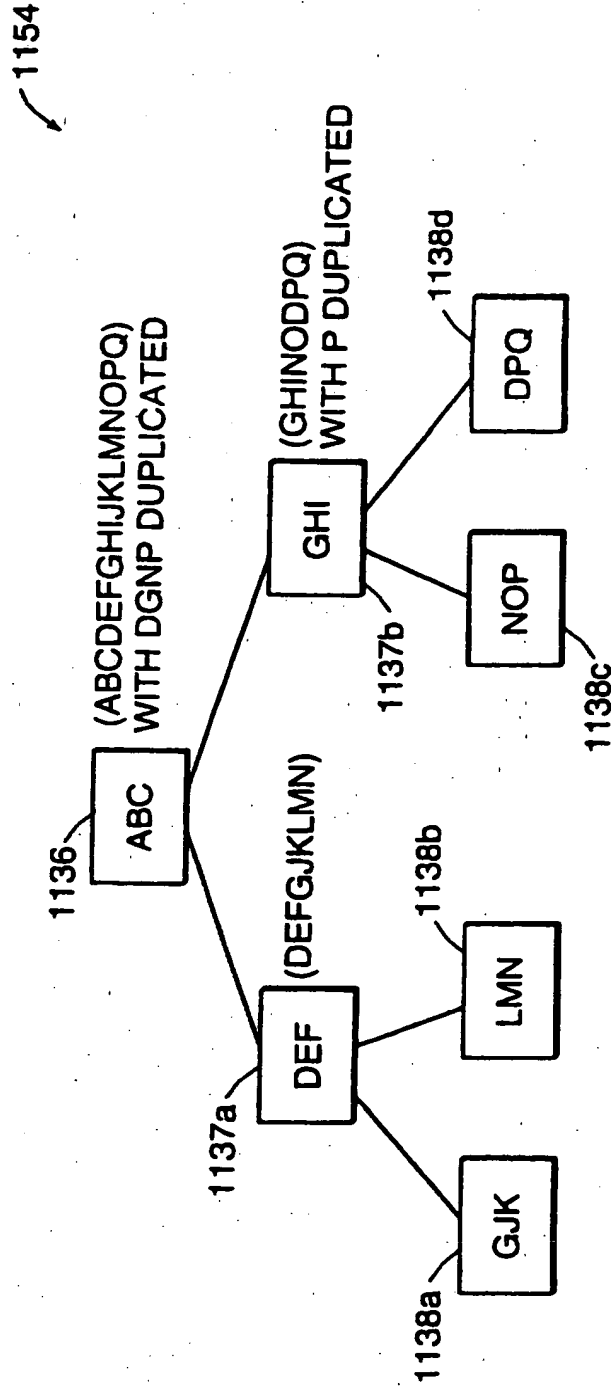 1154
1136
ABC
(ABCDEFGHIJKLMNOPQ)
WITH DGNP DUPLICATED
1137a
DEF
(DEFGJKLMN)
GHI
1137b
(GHINODPQ)
WITH P DUPLICATED
1138a
GJK
LMN
1138b
NOP
1138c
DPQ
1138d